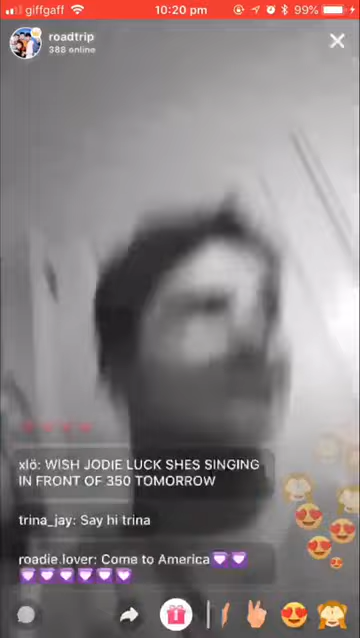 giffgaff 10:20 pm 99%
roadtrip
388 online
xlö: WISH JODIE LUCK SHES SINGING
IN FRONT OF 350 TOMORROW
trina_jay: Say hi trina
roadie.lover: Come to America💜💜
💜💜💜💜💜💜